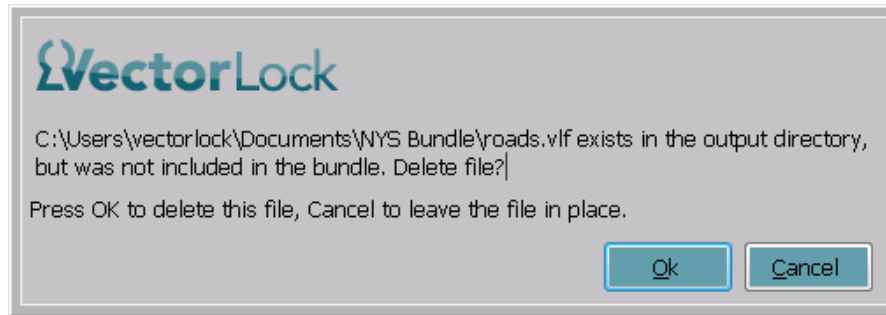 VectorLock
C:\Users\vectorlock\Documents\NYS Bundle\roads.vlf exists in the output directory,
but was not included in the bundle. Delete file?
Press OK to delete this file, Cancel to leave the file in place.
Ok Cancel